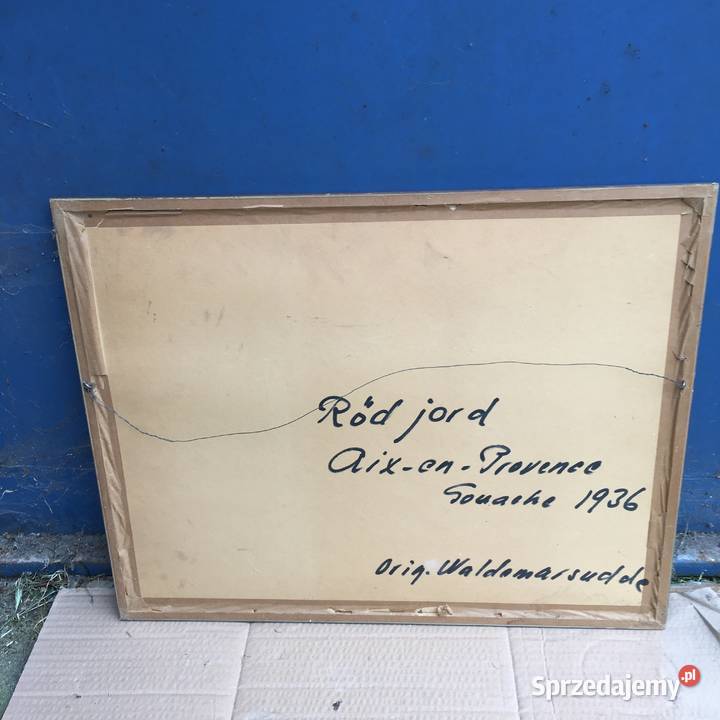 Röd jord
Aix-en-Provence
Gouache 1936
Orig. Waldemarsudde
Sprzedajemy.pl